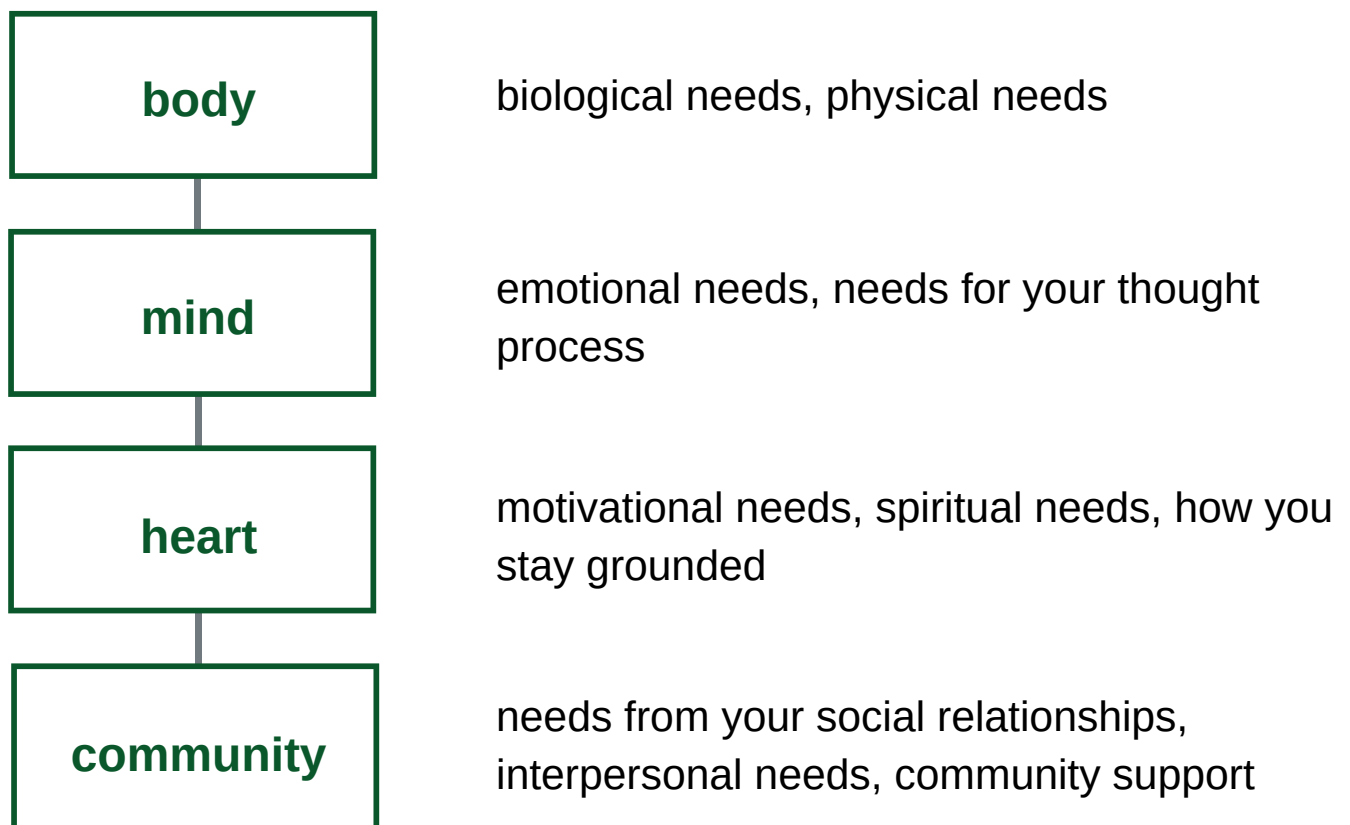 body
biological needs, physical needs
mind
emotional needs, needs for your thought
process
heart
motivational needs, spiritual needs, how you
stay grounded
community
needs from your social relationships,
interpersonal needs, community support